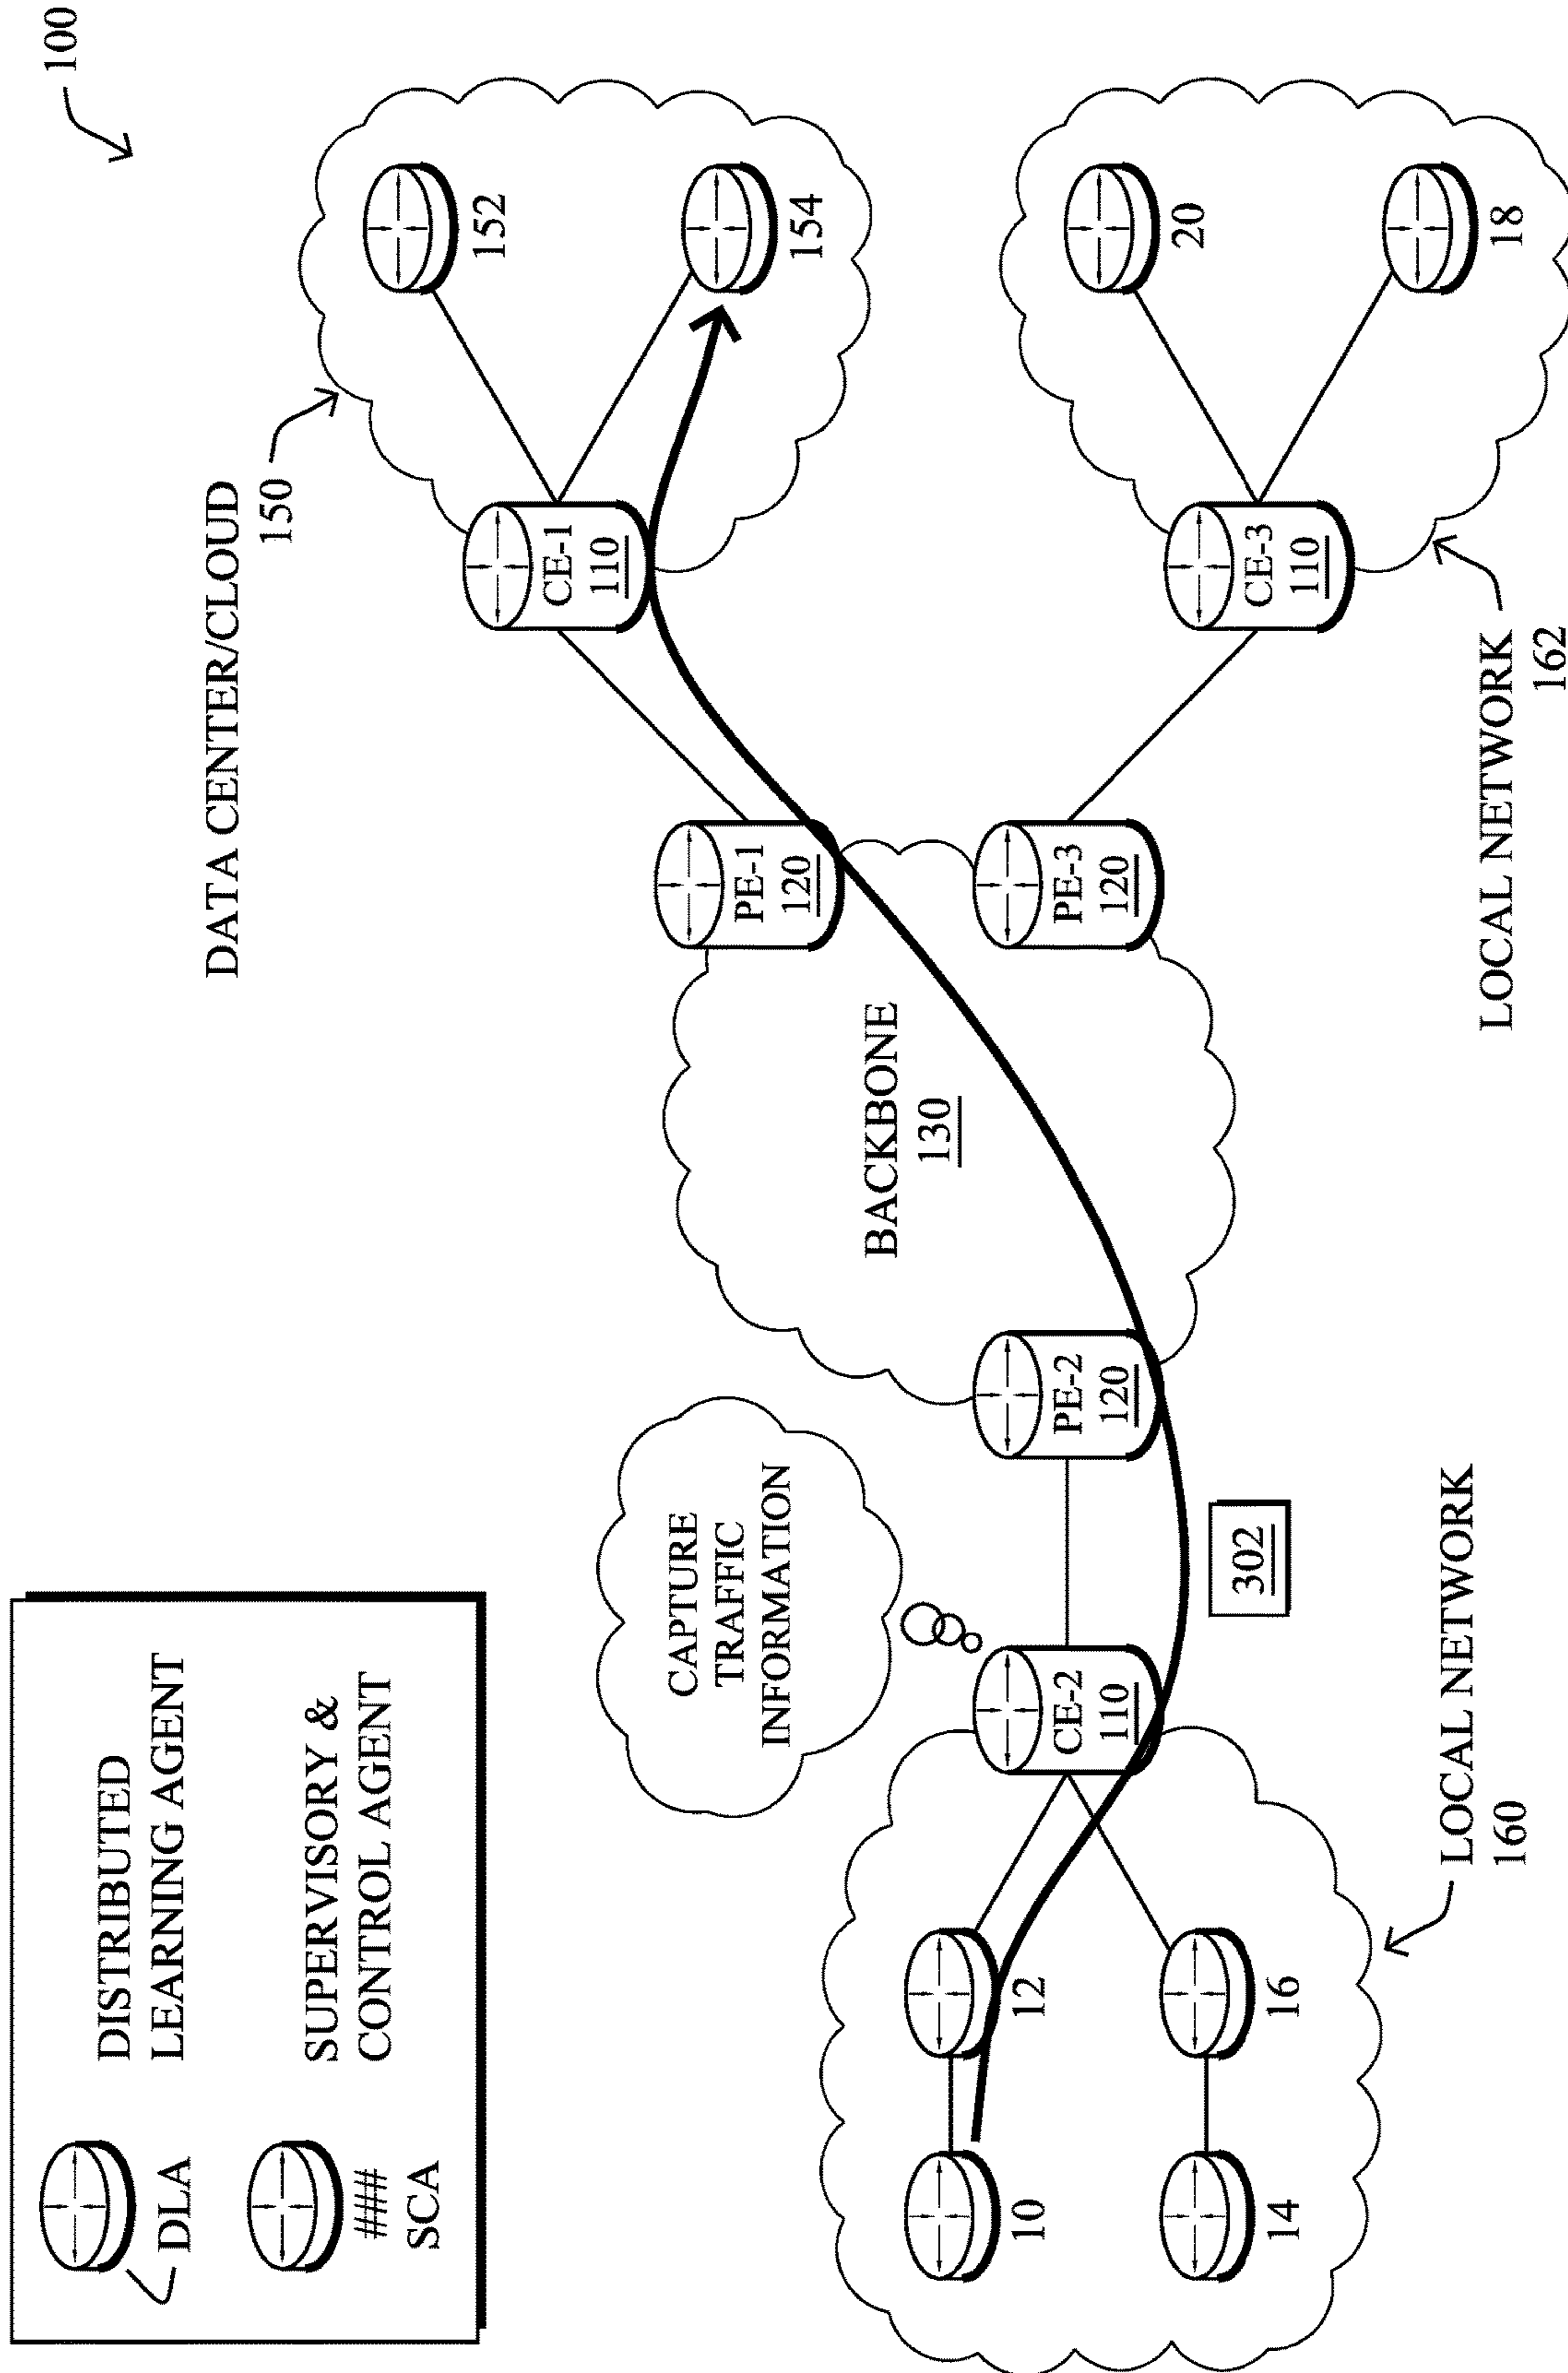 100
DISTRIBUTED
LEARNING AGENT
DLA
SUPERVISORY &
CONTROL AGENT
###
SCA
DATA CENTER/CLOUD
150
152
154
CE-1
110
PE-1
120
BACKBONE
130
PE-3
120
CE-3
110
20
18
LOCAL NETWORK
162
PE-2
120
CAPTURE
TRAFFIC
INFORMATION
CE-2
110
302
10
12
14
16
LOCAL NETWORK
160